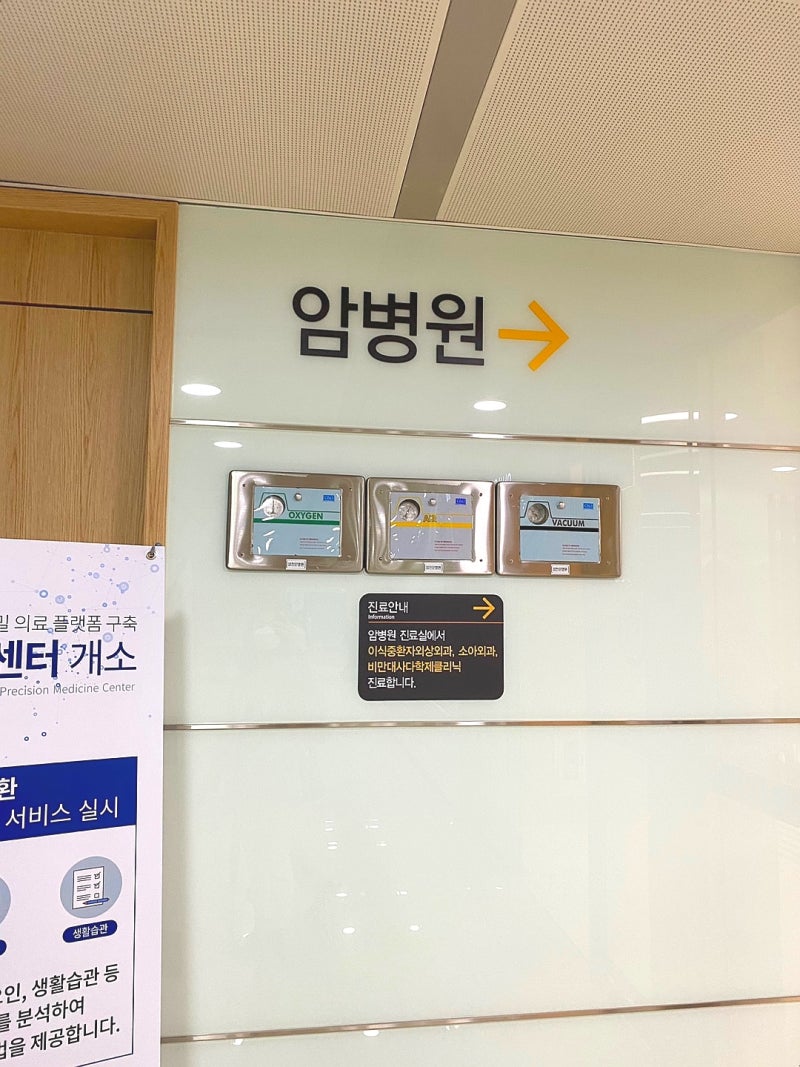 암병원
OXYGEN
AIR
VACUUM
진료안내
Information
암병원 진료실에서
이식중환자외상외과, 소아외과,
비만대사다학제클리닉
진료합니다.
의료 플랫폼 구축
센터 개소
Precision Medicine Center
환
서비스 실시
생활습관
인, 생활습관 등
를 분석하여
법을 제공합니다.